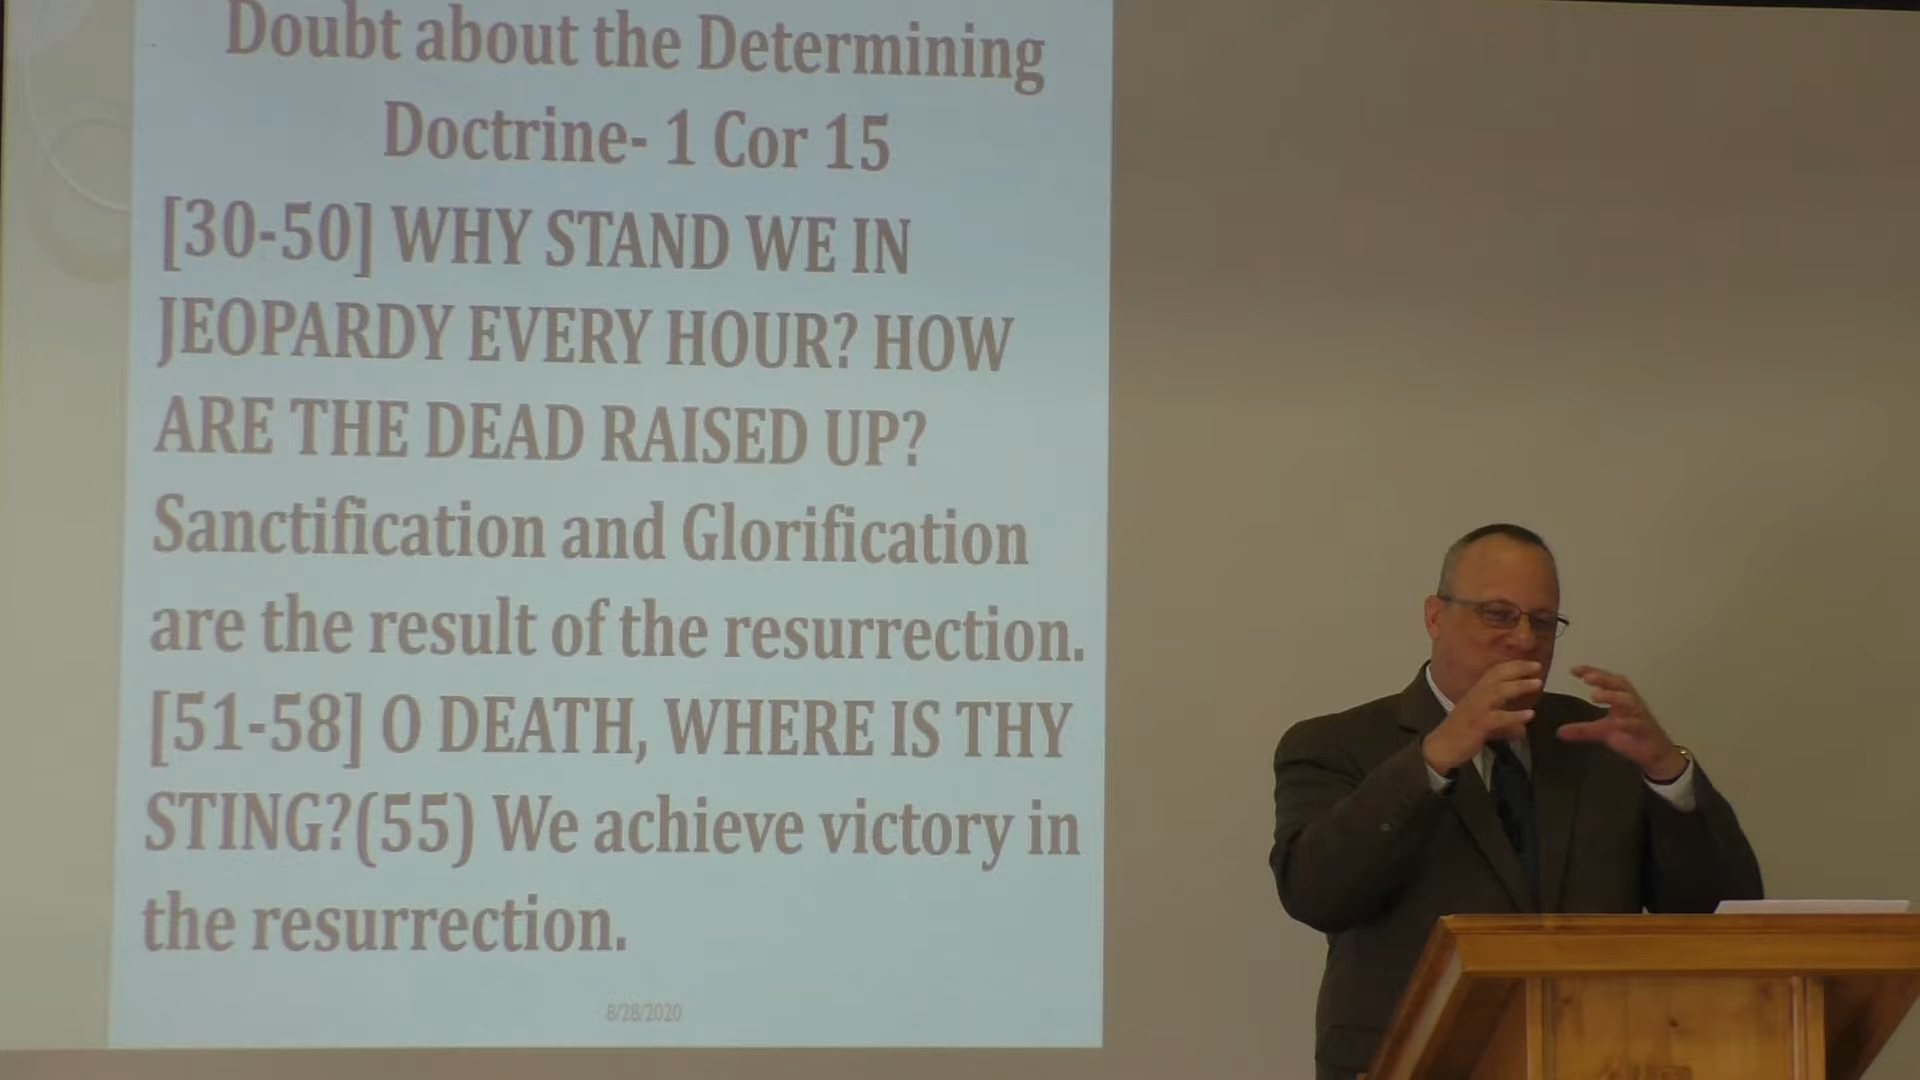 Doubt about the Determining
Doctrine- 1 Cor 15
[30-50] WHY STAND WE IN
JEOPARDY EVERY HOUR? HOW
ARE THE DEAD RAISED UP?
Sanctification and Glorification
are the result of the resurrection.
[51-58] O DEATH, WHERE IS THY
STING?(55) We achieve victory in
the resurrection.
8/28/2020